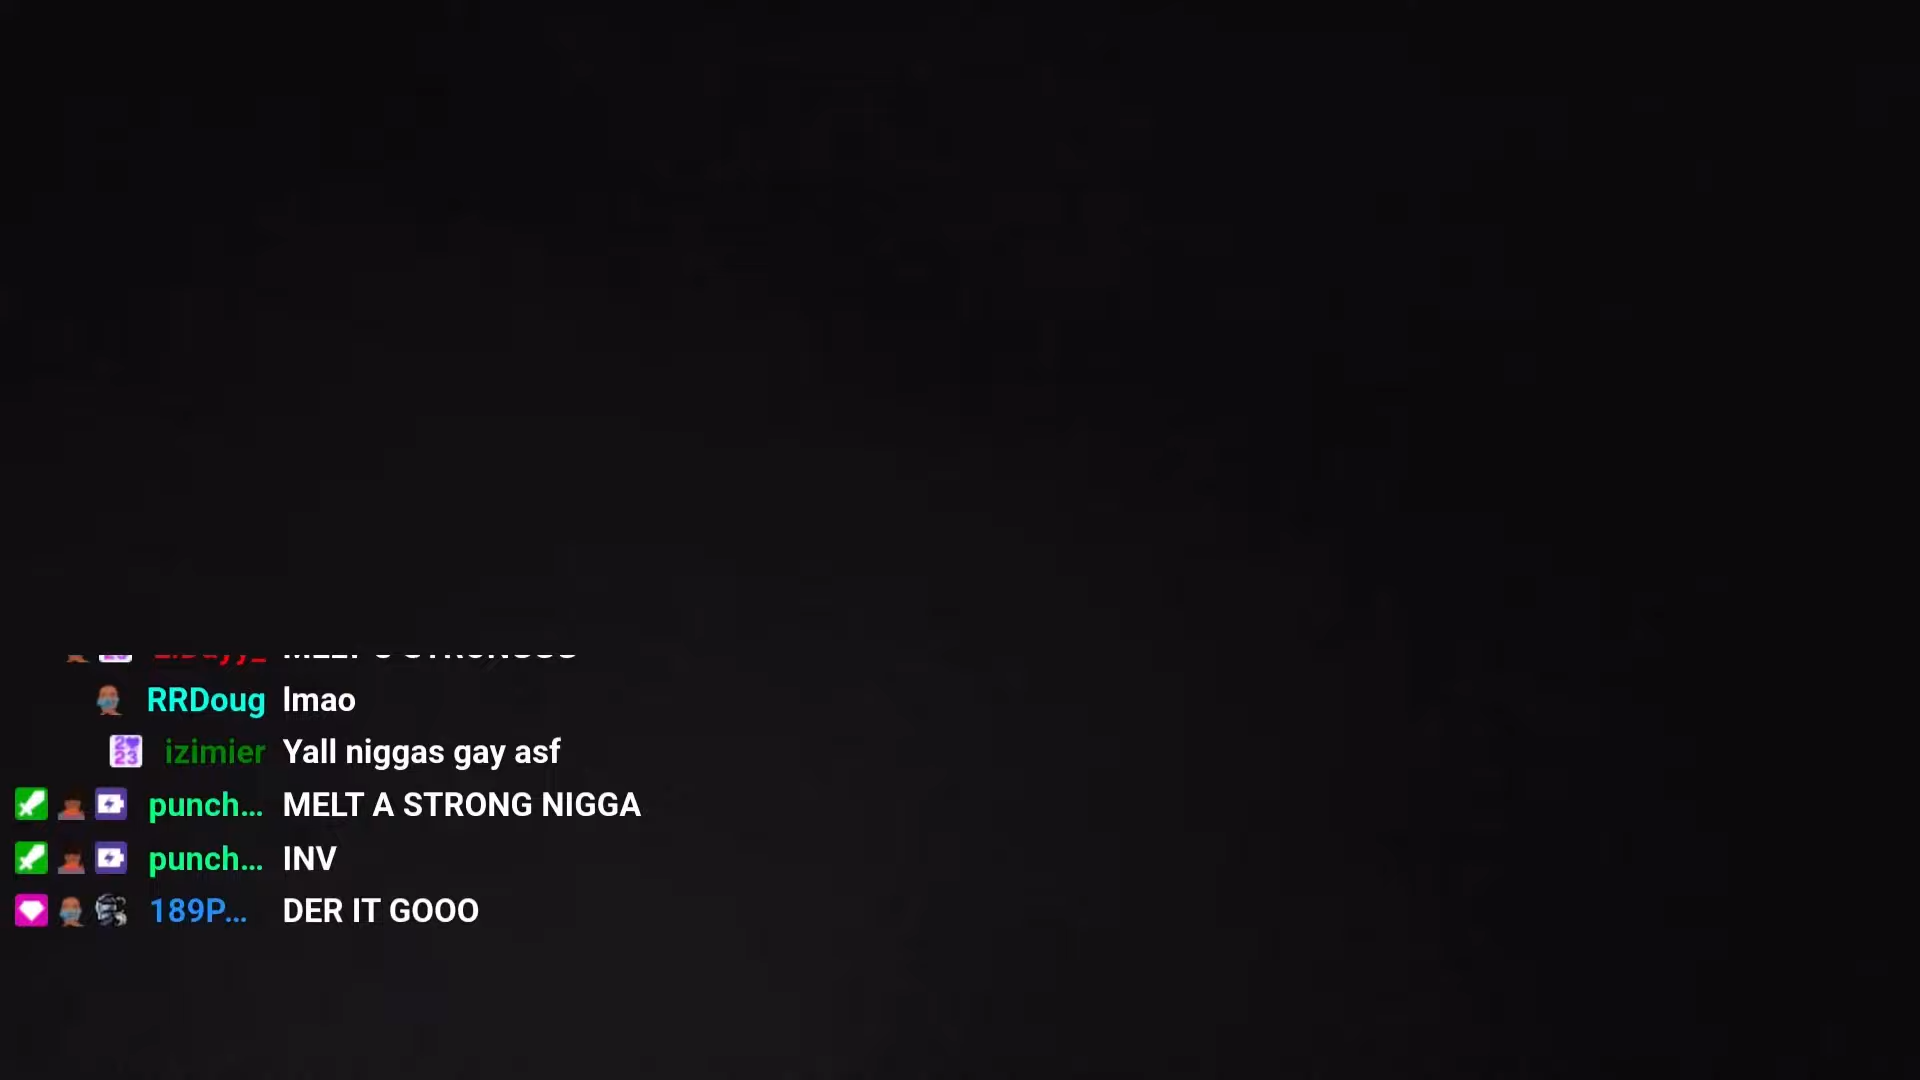 RRDoug lmao
izimier Yall niggas gay asf
punch... MELT A STRONG NIGGA
punch... INV
189P... DER IT GOOO